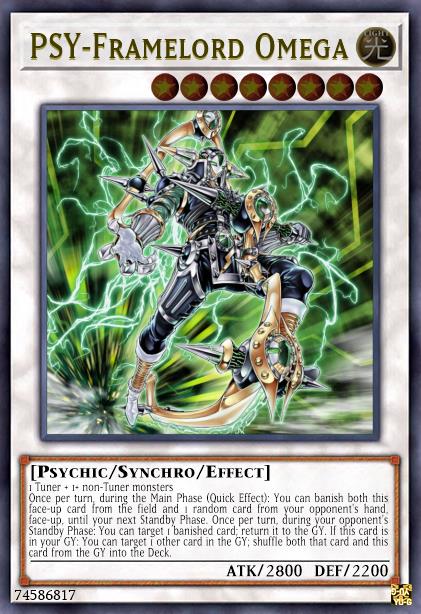 PSY-Framelord Omega
LIGHT
光
[Psychic/Synchro/Effect]
1 Tuner + 1+ non-Tuner monsters
Once per turn, during the Main Phase (Quick Effect): You can banish both this
face-up card from the field and 1 random card from your opponent's hand,
face-up, until your next Standby Phase. Once per turn, during your opponent's
Standby Phase: You can target 1 banished card; return it to the GY. If this card is
in your GY: You can target 1 other card in the GY; shuffle both that card and this
card from the GY into the Deck.
ATK/2800 DEF/2200
74586817